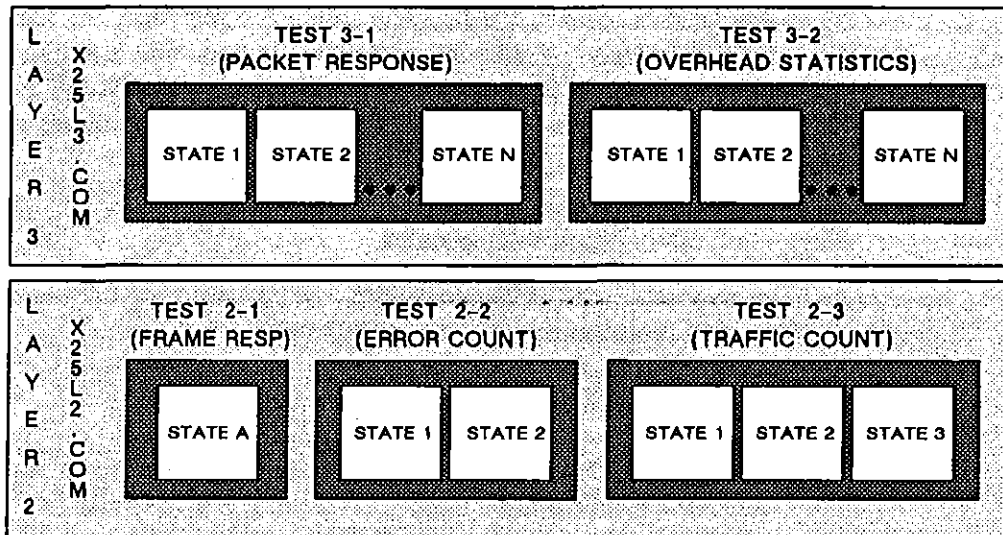 LAYER 3
X25L3.COM
TEST 3-1
(PACKET RESPONSE)
STATE 1
STATE 2
STATE N
TEST 3-2
(OVERHEAD STATISTICS)
STATE 1
STATE 2
STATE N
LAYER 2
X25L2.COM
TEST 2-1
(FRAME RESP)
STATE A
TEST 2-2
(ERROR COUNT)
STATE 1
STATE 2
TEST 2-3
(TRAFFIC COUNT)
STATE 1
STATE 2
STATE 3